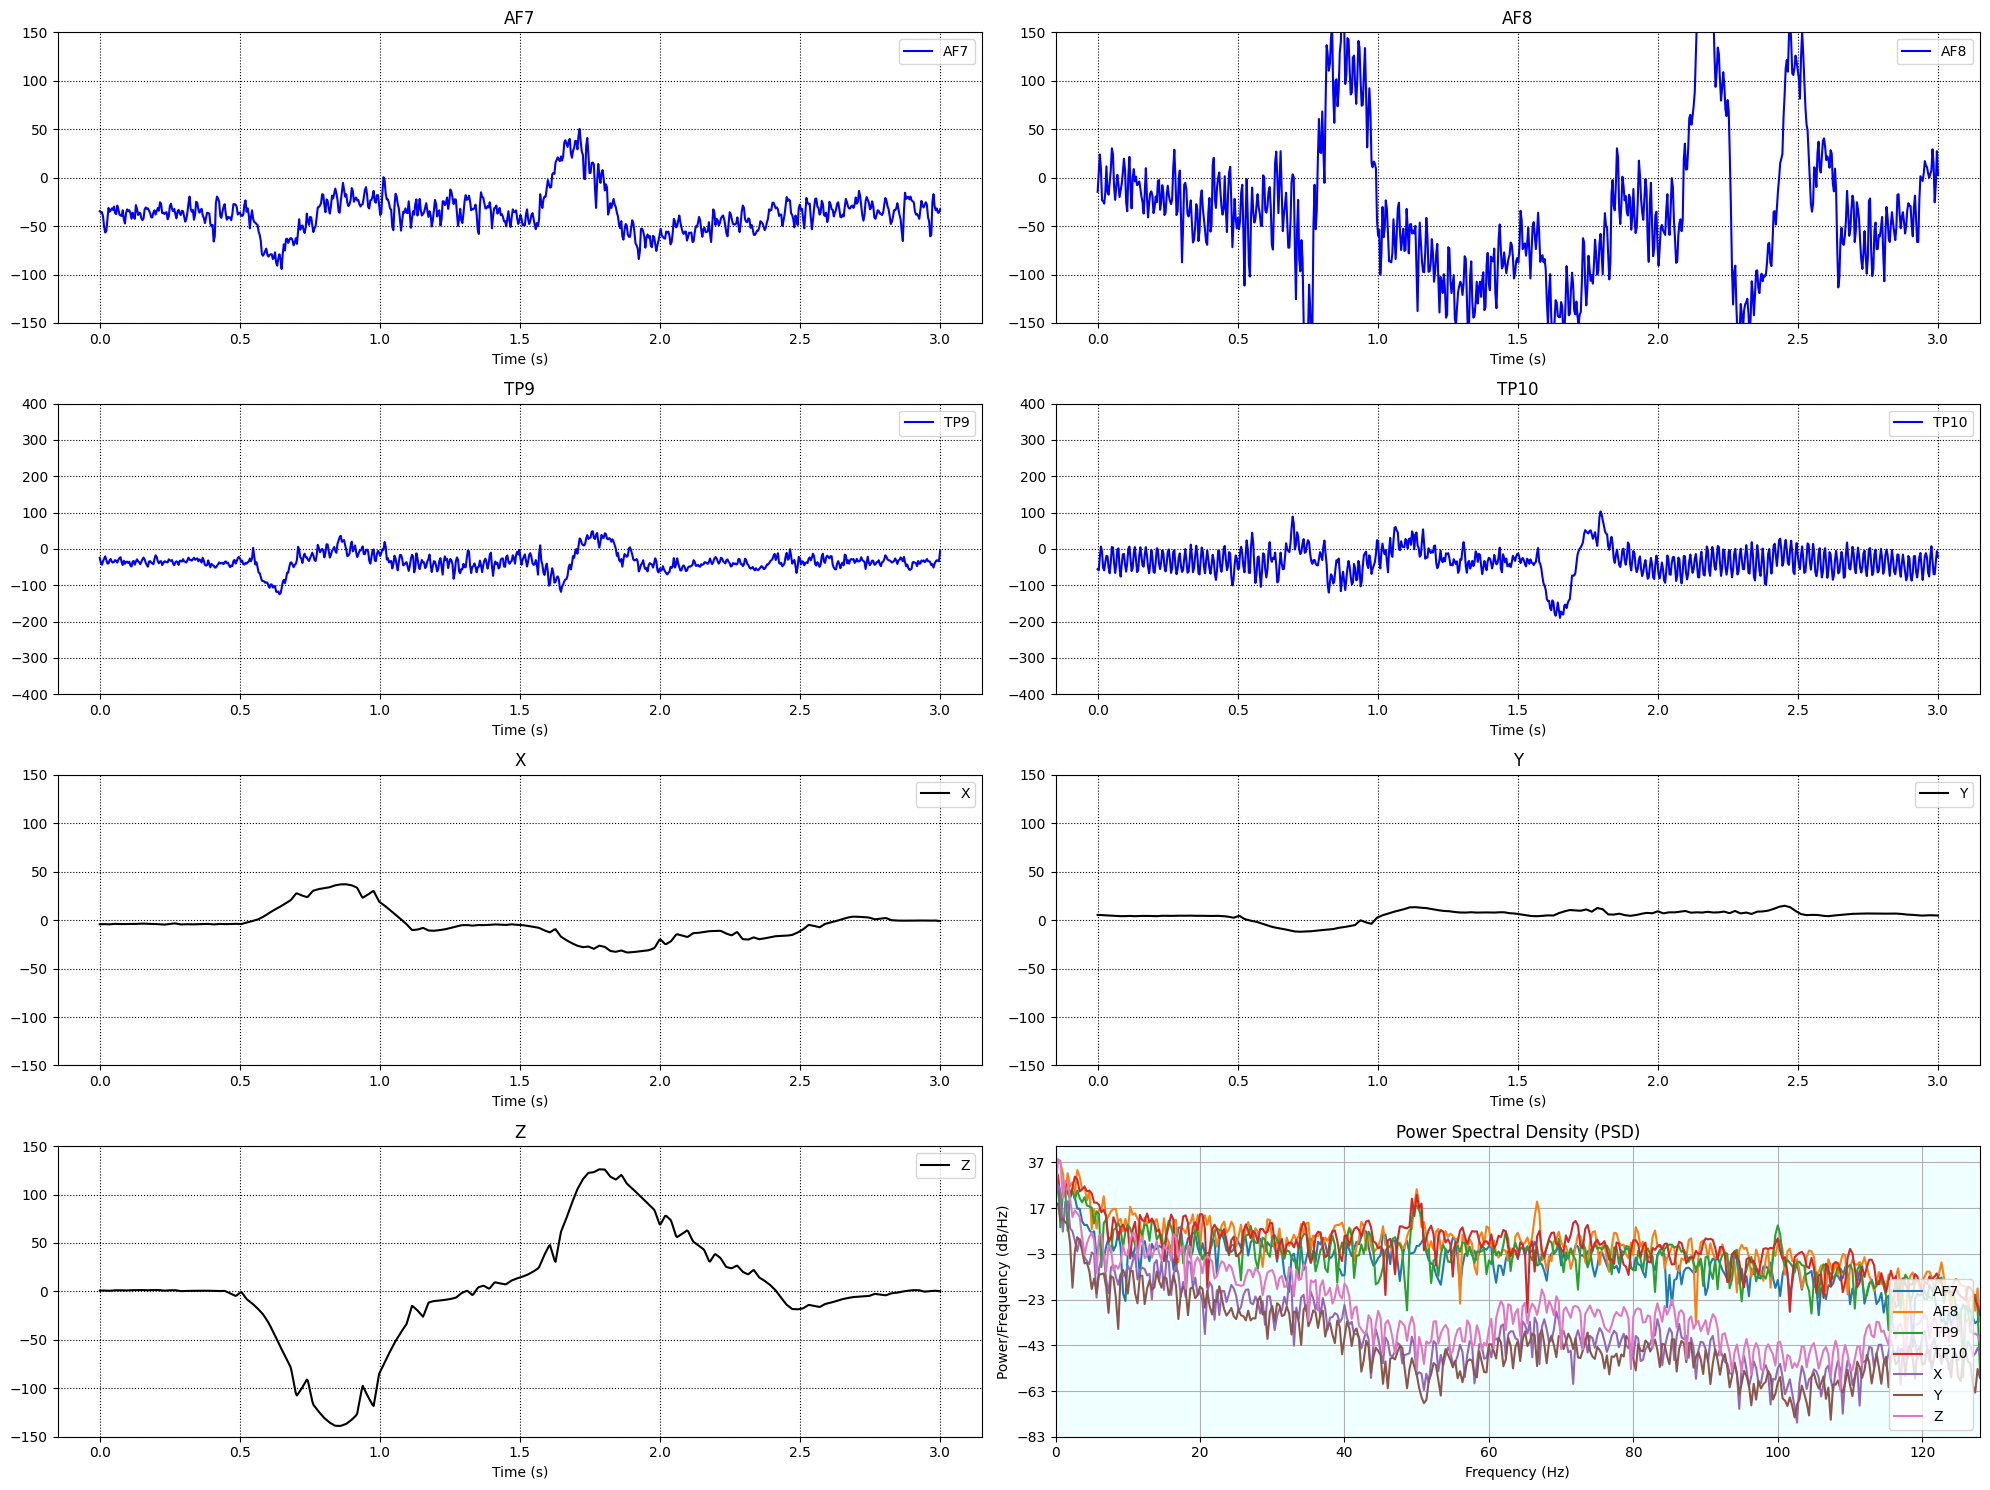 AF7
150
100
50
0
−50
−100
−150
0.0 0.5 1.0 1.5 2.0 2.5 3.0
Time (s)
AF7
AF8
150
100
50
0
−50
−100
−150
0.0 0.5 1.0 1.5 2.0 2.5 3.0
Time (s)
AF8
TP9
400
300
200
100
0
−100
−200
−300
−400
0.0 0.5 1.0 1.5 2.0 2.5 3.0
Time (s)
TP9
TP10
400
300
200
100
0
−100
−200
−300
−400
0.0 0.5 1.0 1.5 2.0 2.5 3.0
Time (s)
TP10
X
150
100
50
0
−50
−100
−150
0.0 0.5 1.0 1.5 2.0 2.5 3.0
Time (s)
X
Y
150
100
50
0
−50
−100
−150
0.0 0.5 1.0 1.5 2.0 2.5 3.0
Time (s)
Y
Z
150
100
50
0
−50
−100
−150
0.0 0.5 1.0 1.5 2.0 2.5 3.0
Time (s)
Z
Power Spectral Density (PSD)
Power/Frequency (dB/Hz)
37
17
−3
−23
−43
−63
−83
0 20 40 60 80 100 120
Frequency (Hz)
AF7
AF8
TP9
TP10
X
Y
Z